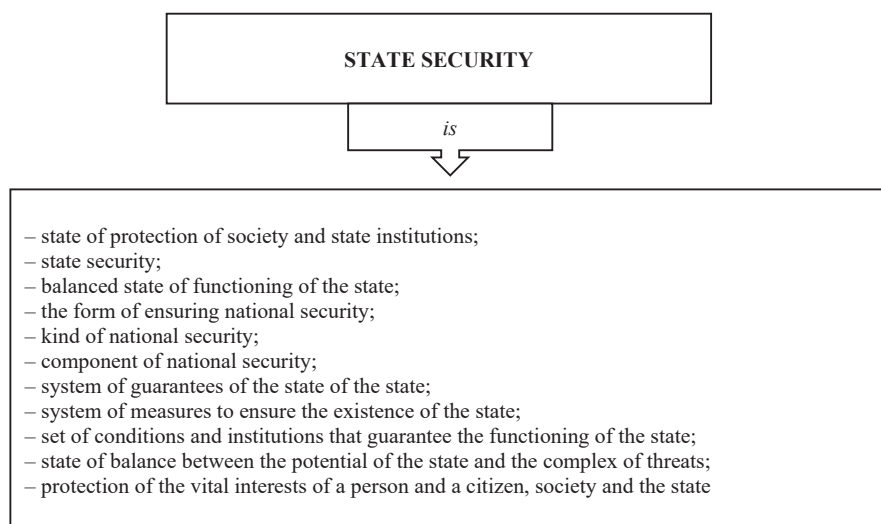 STATE SECURITY
is
– state of protection of society and state institutions;
– state security;
– balanced state of functioning of the state;
– the form of ensuring national security;
– kind of national security;
– component of national security;
– system of guarantees of the state of the state;
– system of measures to ensure the existence of the state;
– set of conditions and institutions that guarantee the functioning of the state;
– state of balance between the potential of the state and the complex of threats;
– protection of the vital interests of a person and a citizen, society and the state